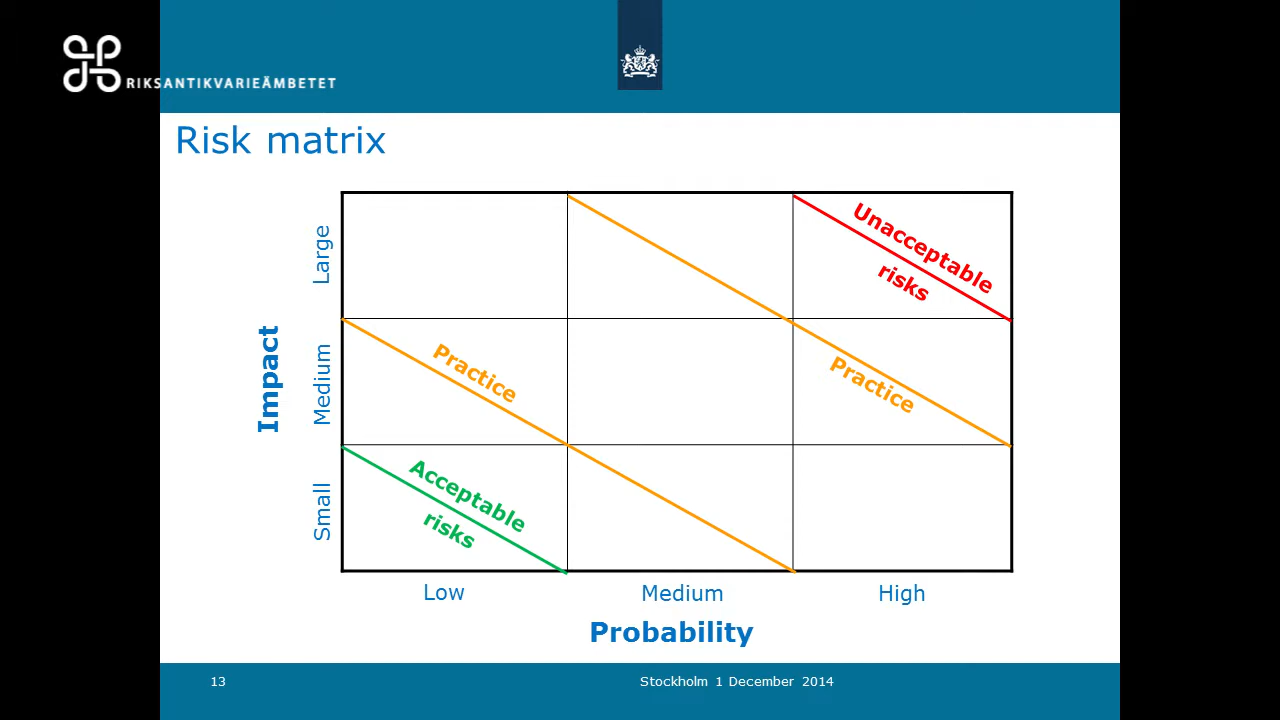 RIKSANTIKVARIEÄMBETET
Risk matrix
Unacceptable
risks
Large
Practice
Practice
Medium
Impact
Acceptable
risks
Small
Low
Medium
High
Probability
13
Stockholm 1 December 2014